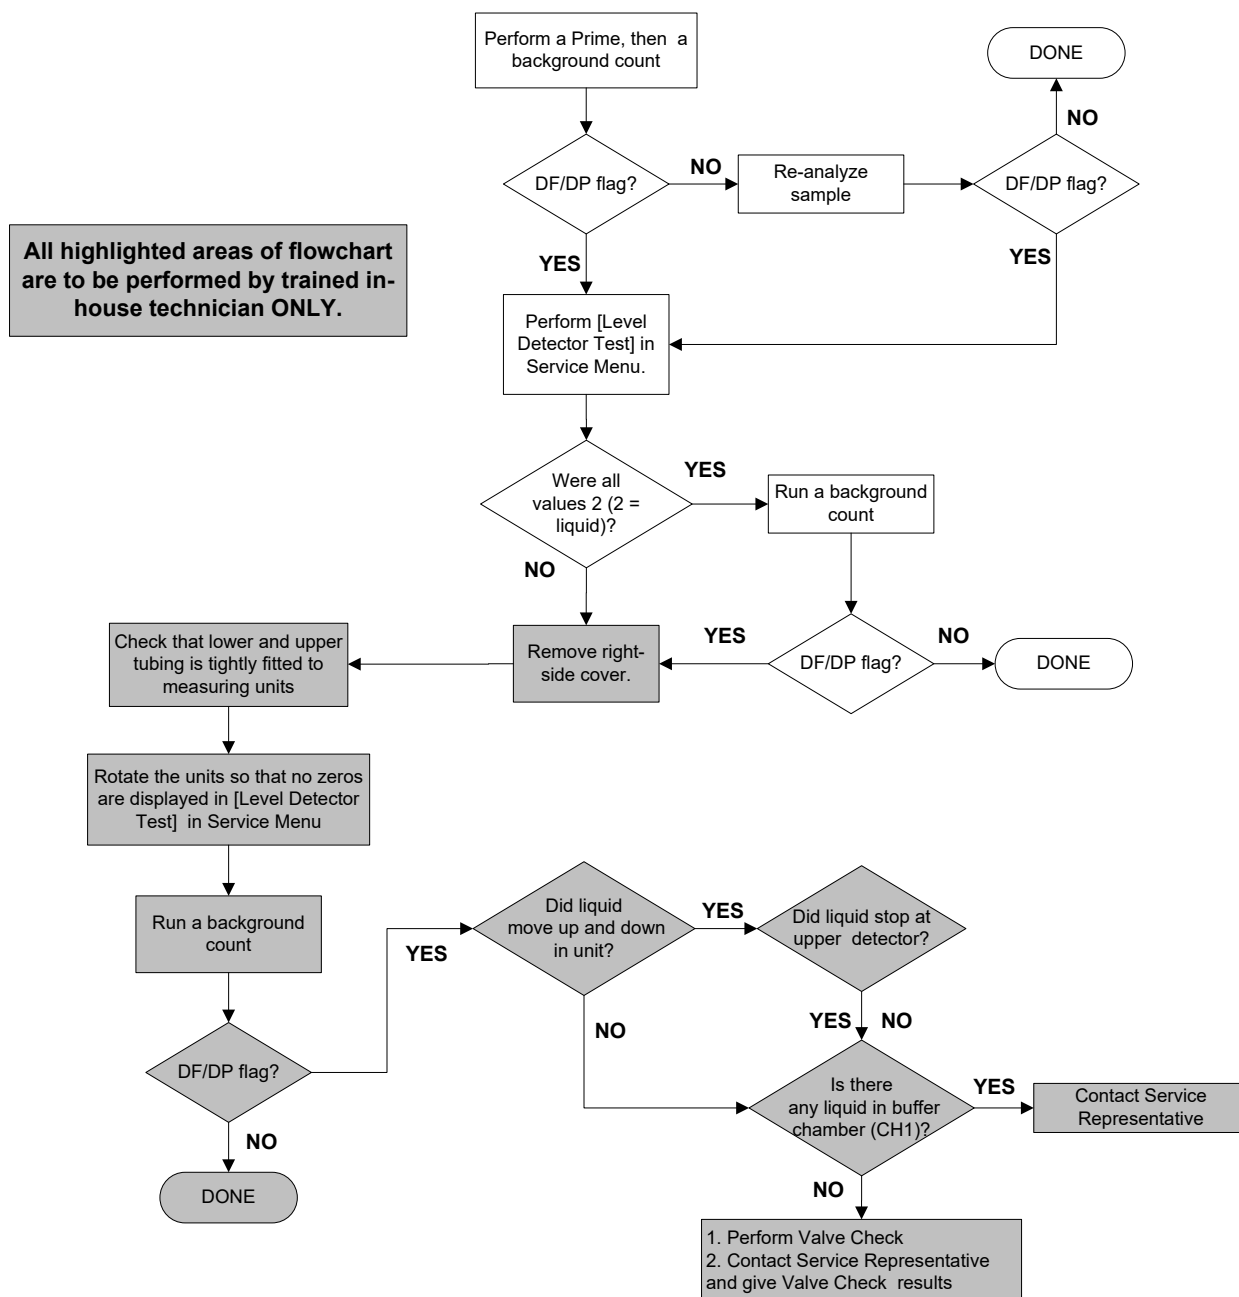 Perform a Prime, then a
background count
DONE
NO
DF/DP flag?
NO
Re-analyze
sample
DF/DP flag?
All highlighted areas of flowchart
are to be performed by trained in-
house technician ONLY.
YES
YES
Perform [Level
Detector Test] in
Service Menu.
Were all
values 2 (2 =
liquid)?
YES
Run a background
count
NO
Check that lower and upper
tubing is tightly fitted to
measuring units
Remove right-
side cover.
YES
DF/DP flag?
NO
DONE
Rotate the units so that no zeros
are displayed in [Level Detector
Test] in Service Menu
Run a background
count
YES
Did liquid
move up and down
in unit?
YES
Did liquid stop at
upper detector?
NO
YES
NO
DF/DP flag?
NO
DONE
Is there
any liquid in buffer
chamber (CH1)?
YES
Contact Service
Representative
NO
1. Perform Valve Check
2. Contact Service Representative
and give Valve Check results